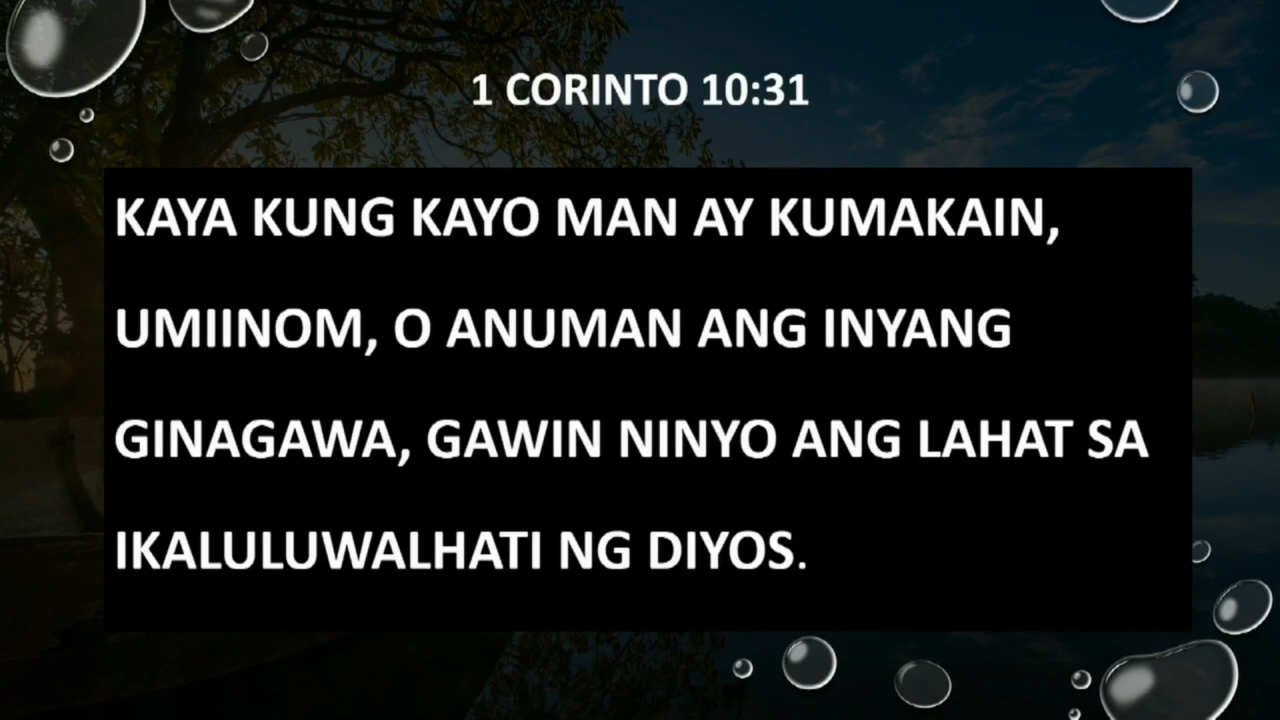 1 CORINTO 10:31
KAYA KUNG KAYO MAN AY KUMAKAIN,
UMIINOM, O ANUMAN ANG INYANG
GINAGAWA, GAWIN NINYO ANG LAHAT SA
IKALULUWALHATI NG DIYOS.